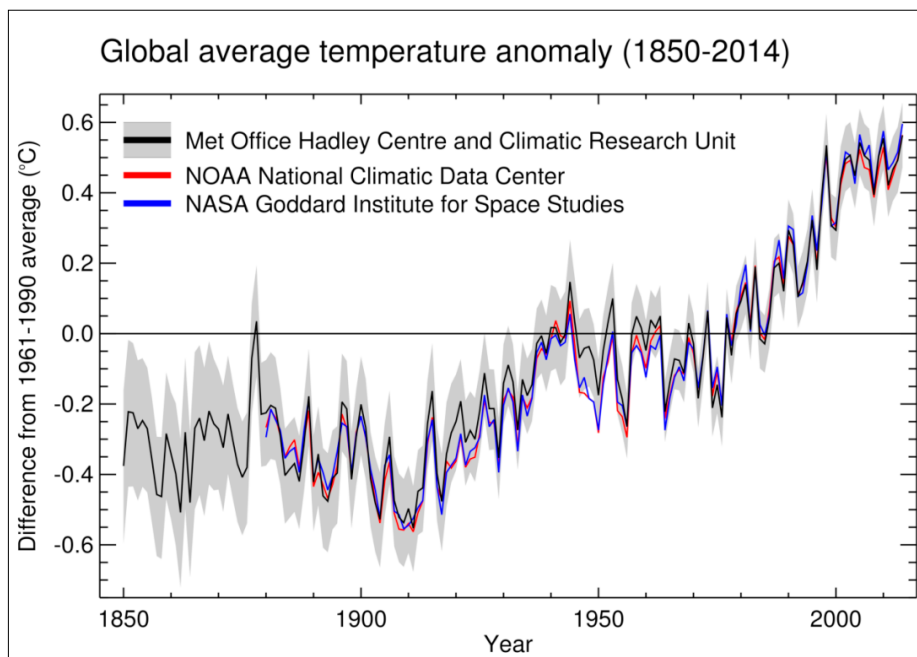 Global average temperature anomaly (1850-2014)
Difference from 1961-1990 average (°C)
0.6
0.4
0.2
0.0
-0.2
-0.4
-0.6
Met Office Hadley Centre and Climatic Research Unit
NOAA National Climatic Data Center
NASA Goddard Institute for Space Studies
1850 1900 1950 2000
Year